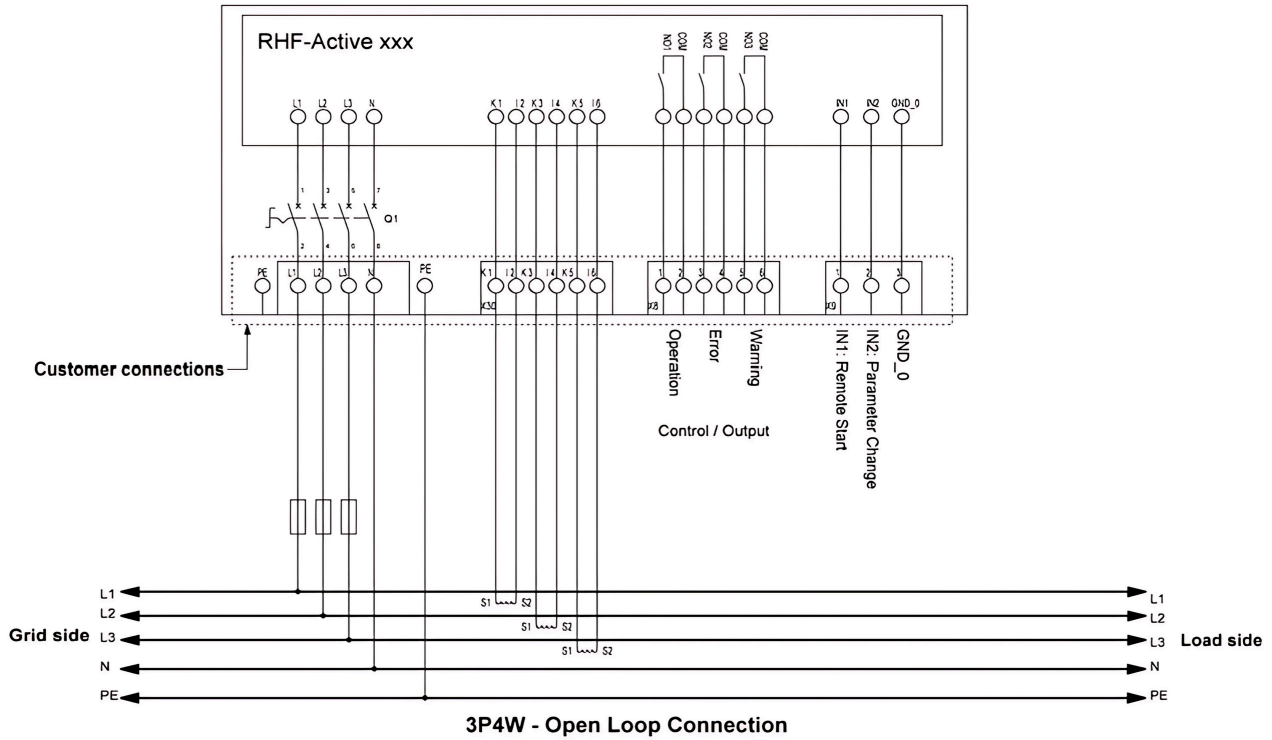 RHF-Active xxx
NO1 COM NO2 COM NO3 COM
L1 L2 L3 N K1 I2 K3 I4 K5 I6 IN1 IN2 GND_0
1 3 5 7
Q1
2 4 6 8
PE L1 L2 L3 N PE K1 I2 K3 I4 K5 I6 1 2 3 4 5 6 1 2 3
X30 X8 X9
Customer connections
Operation
Error
Warning
IN1: Remote Start
IN2: Parameter Change
GND_0
Control / Output
L1 L1
S1 S2
L2 L2
S1 S2
Grid side L3 L3 Load side
S1 S2
N N
PE PE
3P4W - Open Loop Connection